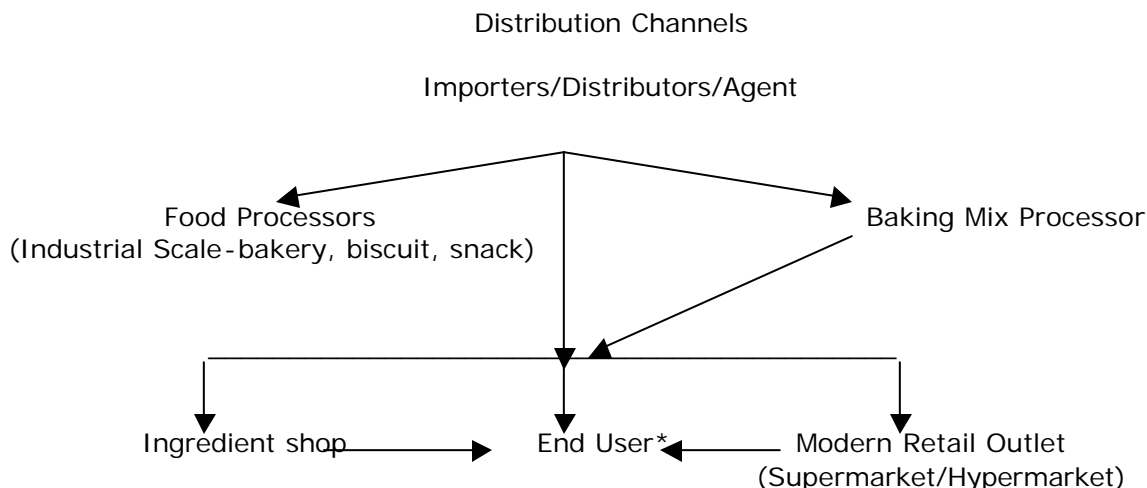 Distribution Channels
Importers/Distributors/Agent
Food Processors
(Industrial Scale-bakery, biscuit, snack)
Baking Mix Processor
Ingredient shop
End User*
Modern Retail Outlet
(Supermarket/Hypermarket)